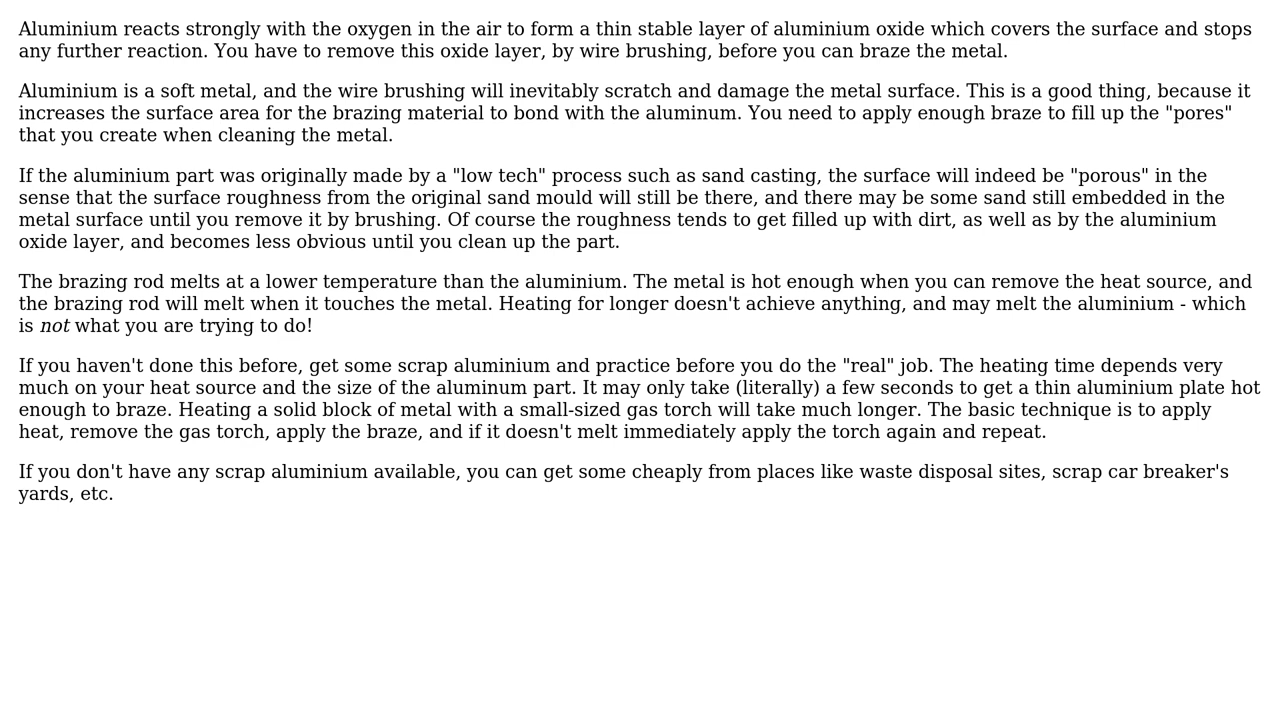 Aluminium reacts strongly with the oxygen in the air to form a thin stable layer of aluminium oxide which covers the surface and stops
any further reaction. You have to remove this oxide layer, by wire brushing, before you can braze the metal.
Aluminium is a soft metal, and the wire brushing will inevitably scratch and damage the metal surface. This is a good thing, because it
increases the surface area for the brazing material to bond with the aluminum. You need to apply enough braze to fill up the "pores"
that you create when cleaning the metal.
If the aluminium part was originally made by a "low tech" process such as sand casting, the surface will indeed be "porous" in the
sense that the surface roughness from the original sand mould will still be there, and there may be some sand still embedded in the
metal surface until you remove it by brushing. Of course the roughness tends to get filled up with dirt, as well as by the aluminium
oxide layer, and becomes less obvious until you clean up the part.
The brazing rod melts at a lower temperature than the aluminium. The metal is hot enough when you can remove the heat source, and
the brazing rod will melt when it touches the metal. Heating for longer doesn't achieve anything, and may melt the aluminium - which
is not what you are trying to do!
If you haven't done this before, get some scrap aluminium and practice before you do the "real" job. The heating time depends very
much on your heat source and the size of the aluminum part. It may only take (literally) a few seconds to get a thin aluminium plate hot
enough to braze. Heating a solid block of metal with a small-sized gas torch will take much longer. The basic technique is to apply
heat, remove the gas torch, apply the braze, and if it doesn't melt immediately apply the torch again and repeat.
If you don't have any scrap aluminium available, you can get some cheaply from places like waste disposal sites, scrap car breaker's
yards, etc.